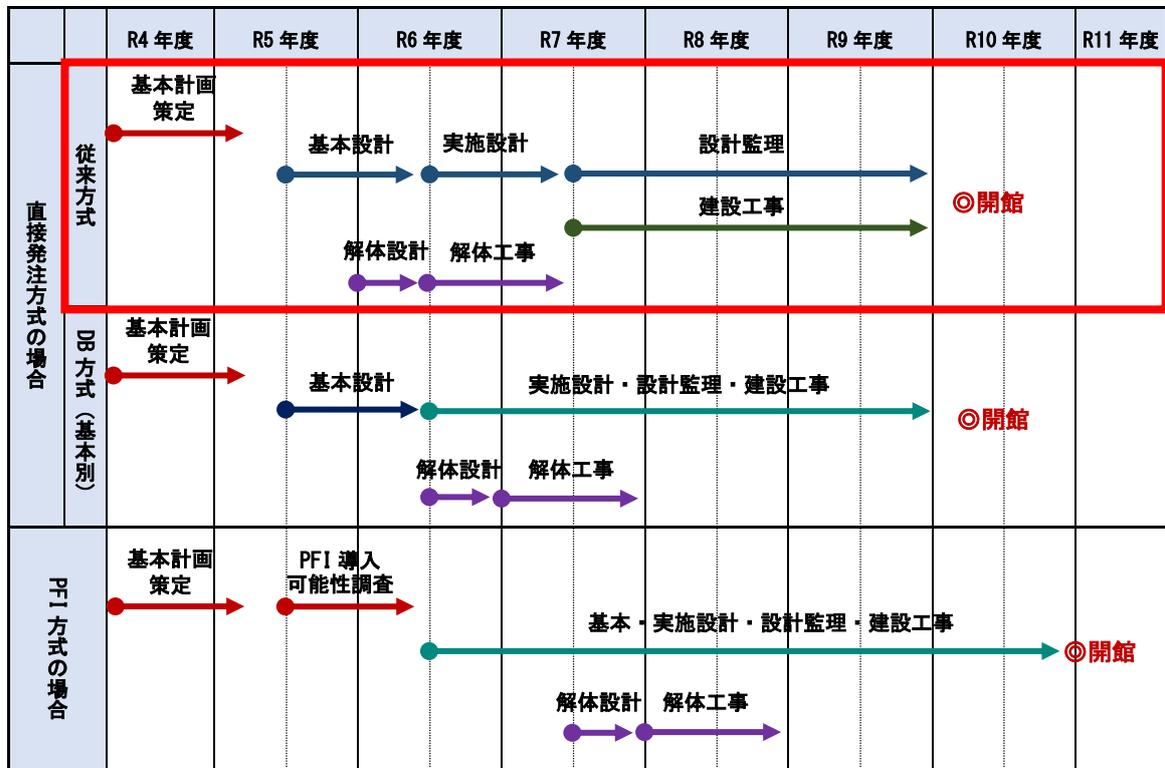 R4 年度
R5 年度
R6 年度
R7 年度
R8 年度
R9 年度
R10 年度
R11 年度
直接発注方式の場合
従来方式
基本計画
策定
基本設計
実施設計
設計監理
建設工事
◎開館
解体設計
解体工事
DB 方式（基本別）
基本計画
策定
基本設計
実施設計・設計監理・建設工事
◎開館
解体設計
解体工事
PFI 方式の場合
基本計画
策定
PFI 導入
可能性調査
基本・実施設計・設計監理・建設工事
◎開館
解体設計
解体工事